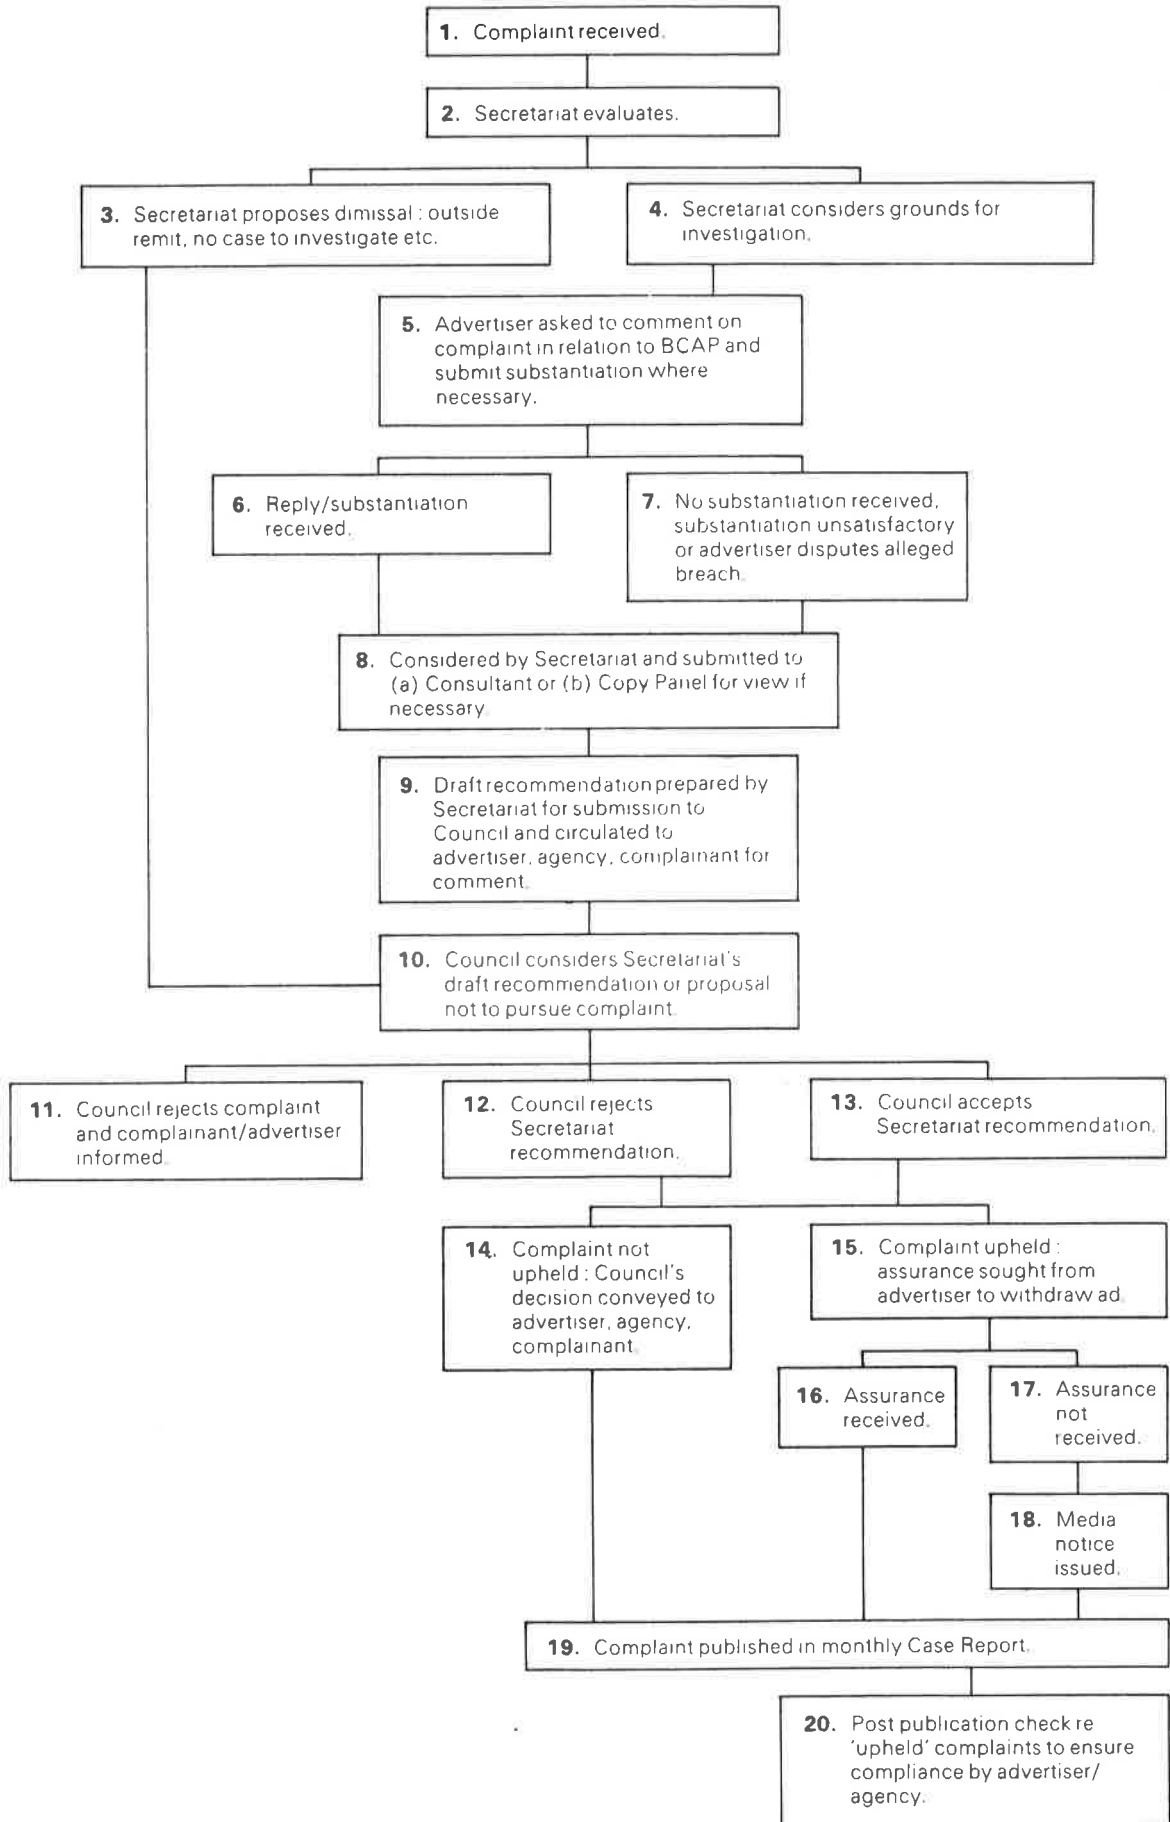 1. Complaint received.
2. Secretariat evaluates.
3. Secretariat proposes dimissal : outside
remit, no case to investigate etc.
4. Secretariat considers grounds for
investigation.
5. Advertiser asked to comment on
complaint in relation to BCAP and
submit substantiation where
necessary.
6. Reply/substantiation
received.
7. No substantiation received,
substantiation unsatisfactory
or advertiser disputes alleged
breach.
8. Considered by Secretariat and submitted to
(a) Consultant or (b) Copy Panel for view if
necessary.
9. Draft recommendation prepared by
Secretariat for submission to
Council and circulated to
advertiser, agency, complainant for
comment.
10. Council considers Secretariat's
draft recommendation or proposal
not to pursue complaint.
11. Council rejects complaint
and complainant/advertiser
informed.
12. Council rejects
Secretariat
recommendation.
13. Council accepts
Secretariat recommendation.
14. Complaint not
upheld : Council's
decision conveyed to
advertiser, agency,
complainant.
15. Complaint upheld :
assurance sought from
advertiser to withdraw ad.
16. Assurance
received.
17. Assurance
not
received.
18. Media
notice
issued.
19. Complaint published in monthly Case Report.
20. Post publication check re
'upheld' complaints to ensure
compliance by advertiser/
agency.